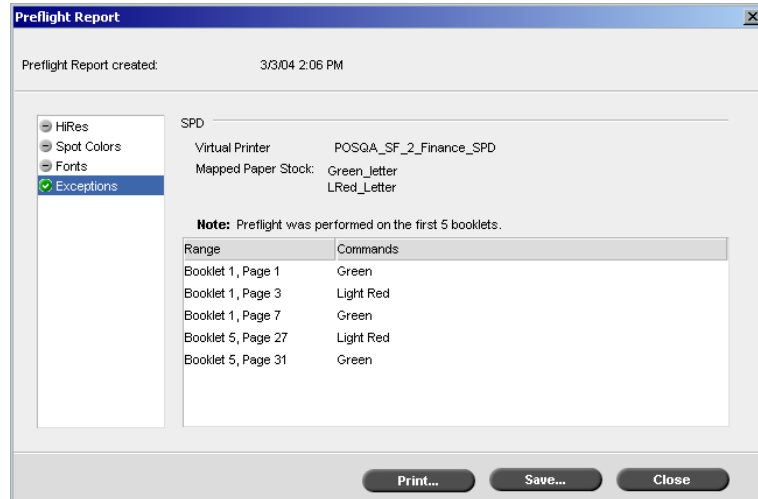 Preflight Report
Preflight Report created: 3/3/04 2:06 PM
HiRes
Spot Colors
Fonts
Exceptions
SPD
Virtual Printer POSQA_SF_2_Finance_SPD
Mapped Paper Stock: Green_letter
LRed_Letter
Note: Preflight was performed on the first 5 booklets.
Range Commands
Booklet 1, Page 1 Green
Booklet 1, Page 3 Light Red
Booklet 1, Page 7 Green
Booklet 5, Page 27 Light Red
Booklet 5, Page 31 Green
Print... Save... Close